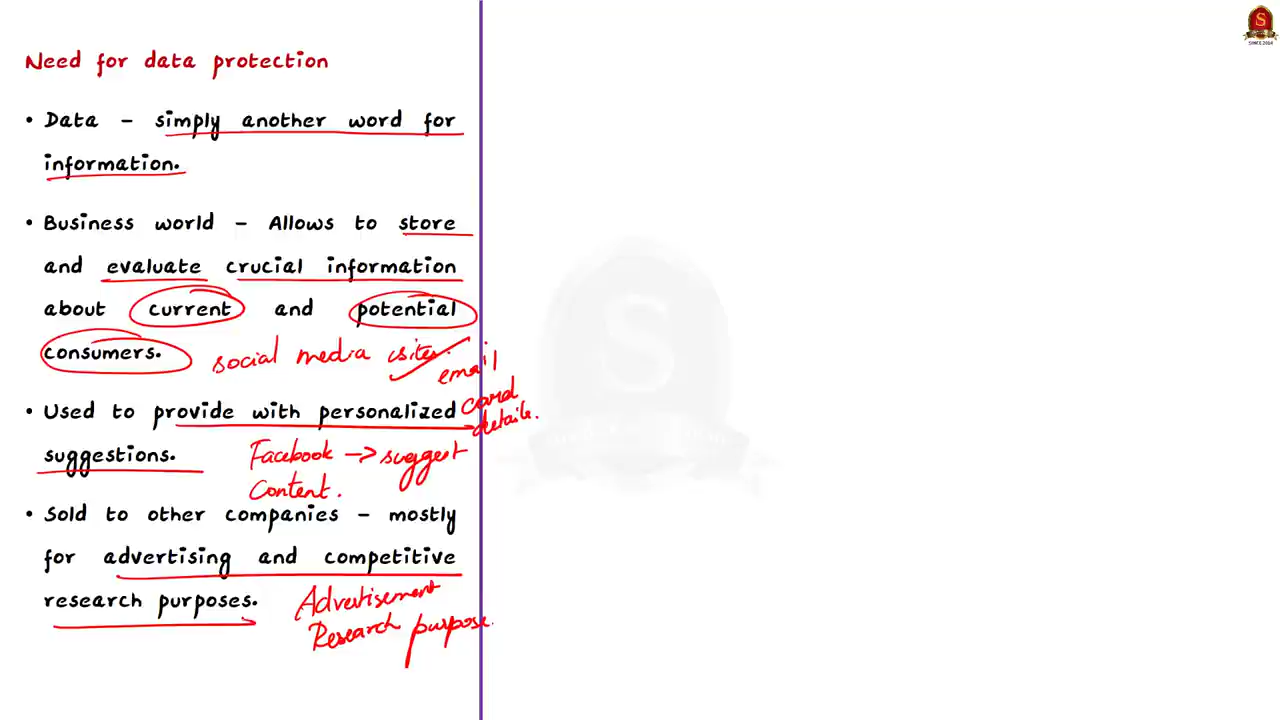 Need for data protection
• Data – simply another word for
information.
• Business world – Allows to store
and evaluate crucial information
about current and potential
consumers.
social media sites.
email
card
details.
• Used to provide with personalized
suggestions.
Facebook -> suggest
Content.
• Sold to other companies – mostly
for advertising and competitive
research purposes.
Advertisement
Research purpose.
S
SINCE 2014